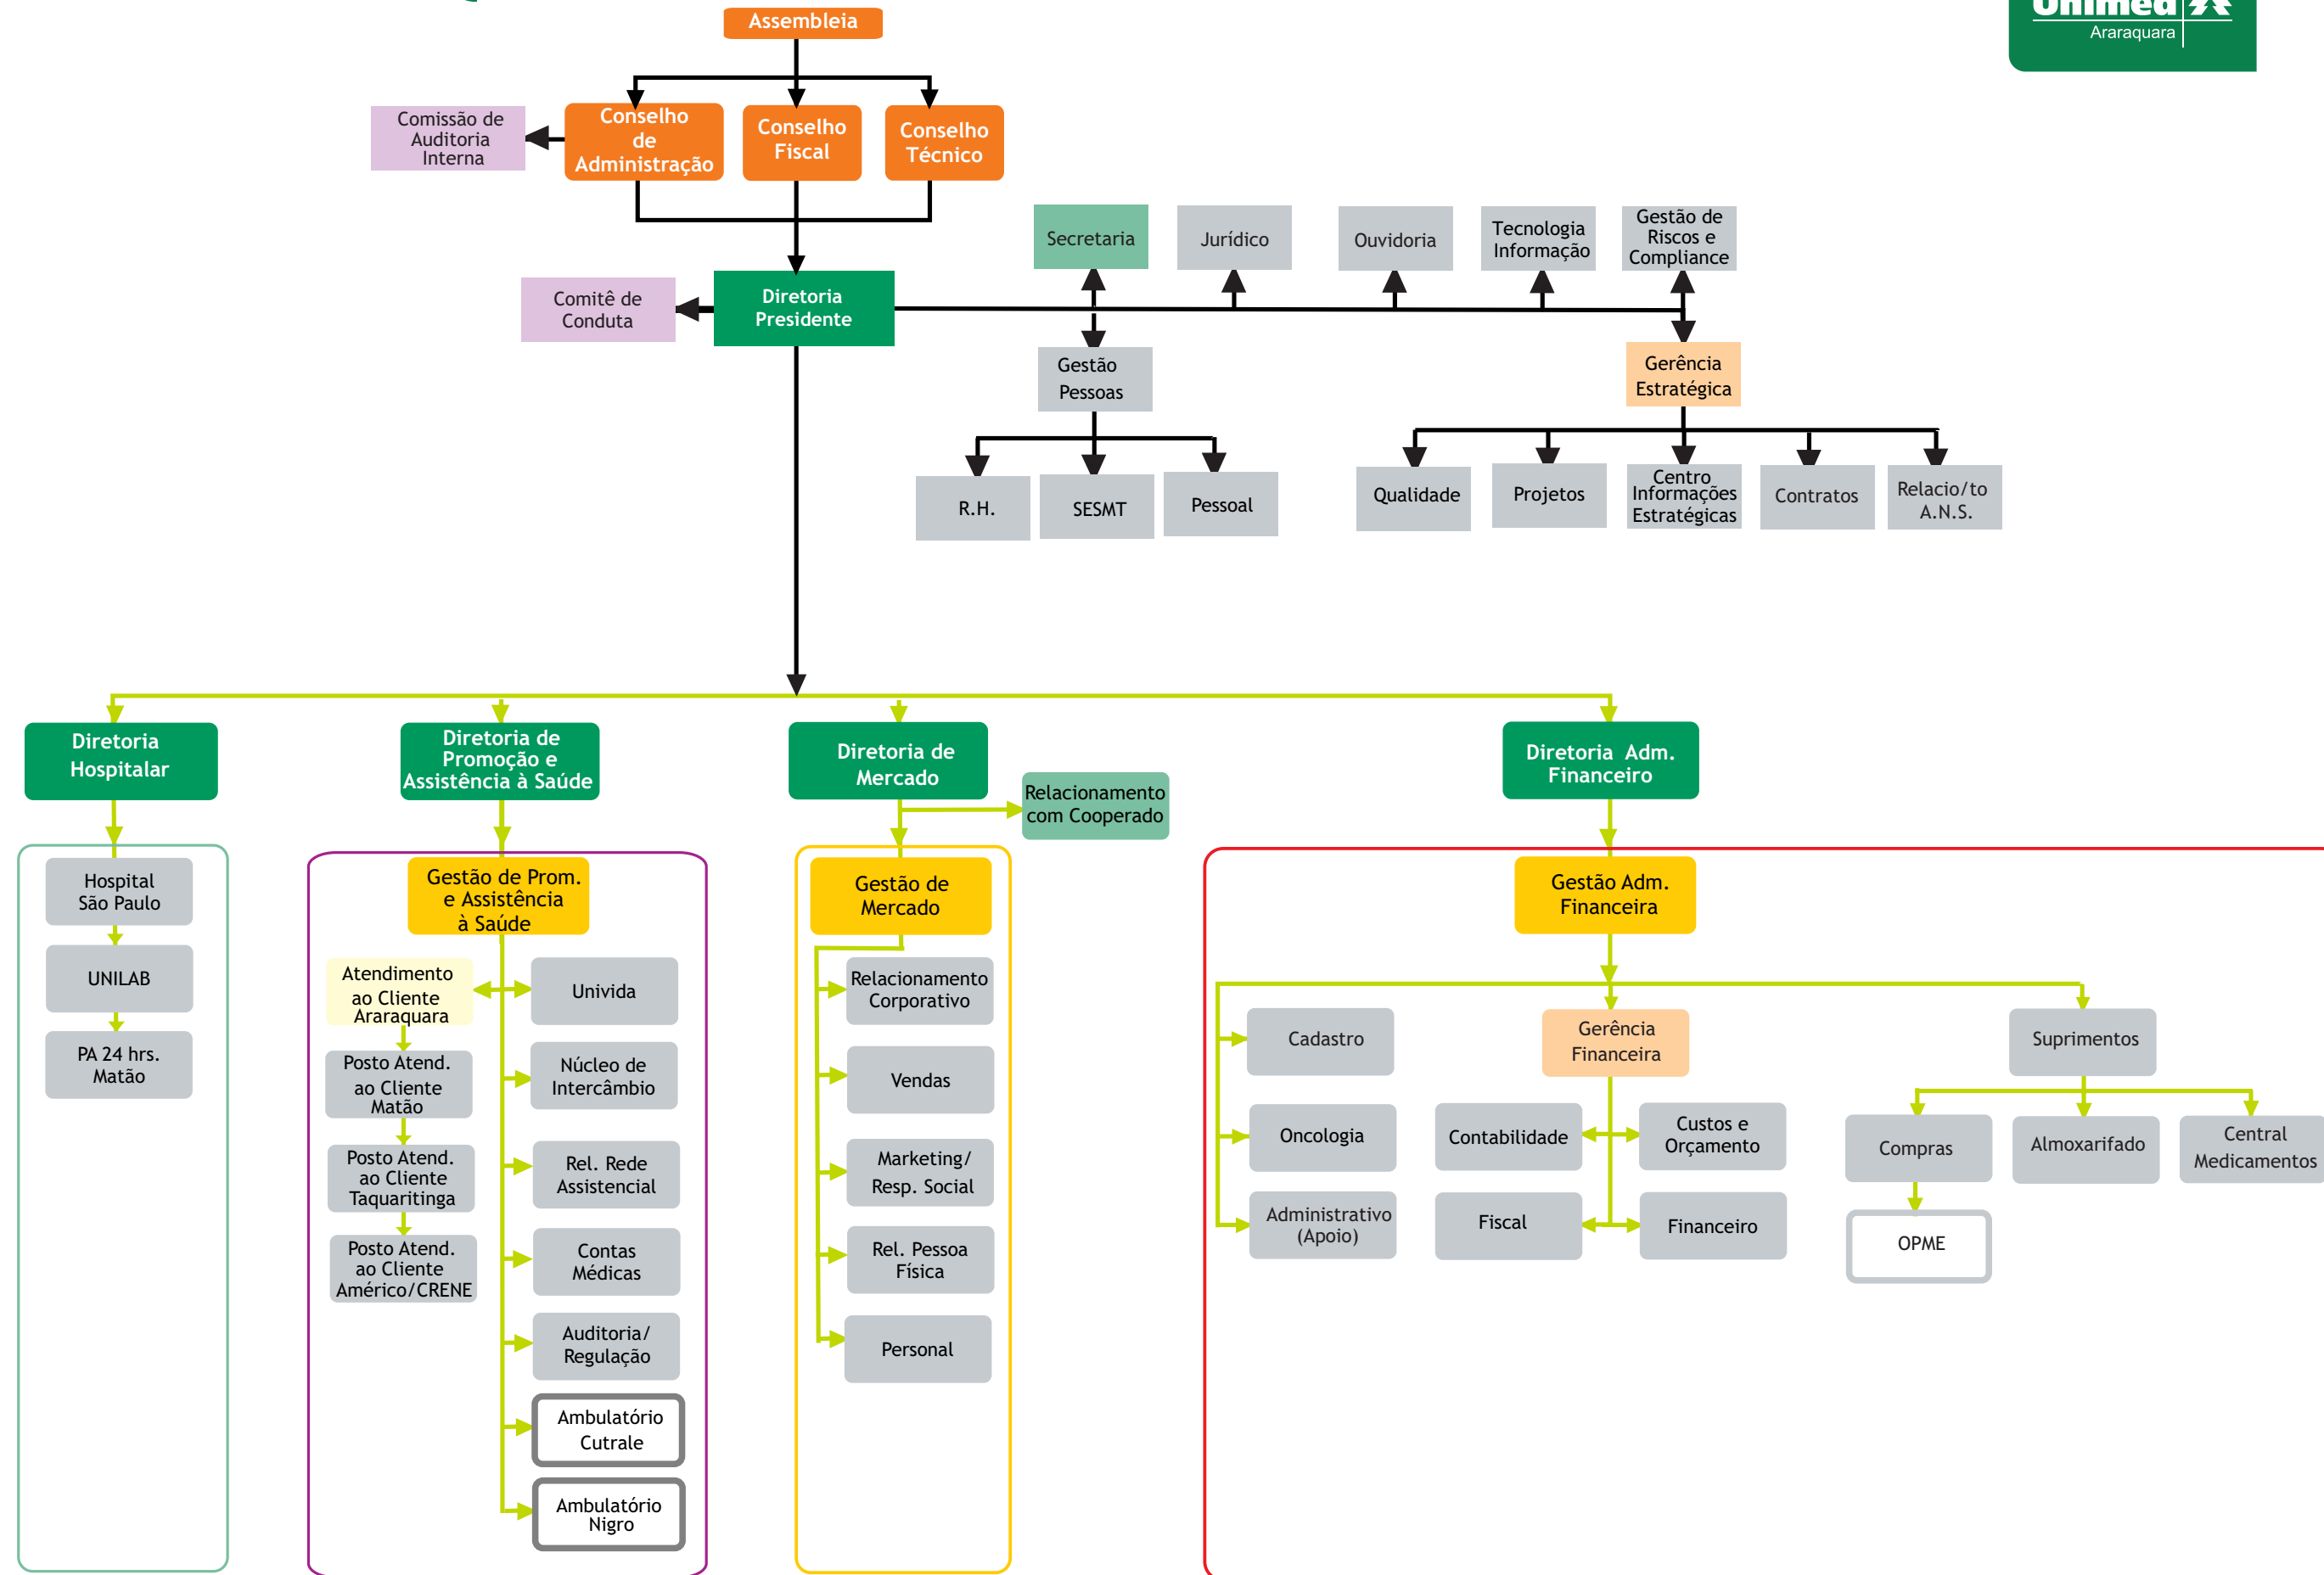 Assembleia
Unimed
Araraquara
Comissão de
Auditoria
Interna
Conselho
de
Administração
Conselho
Fiscal
Conselho
Técnico
Secretaria
Jurídico
Ouvidoria
Tecnologia
Informação
Gestão de
Riscos e
Compliance
Comitê de
Conduta
Diretoria
Presidente
Gestão
Pessoas
Gerência
Estratégica
R.H.
SESMT
Pessoal
Qualidade
Projetos
Centro
Informações
Estratégicas
Contratos
Relacio/to
A.N.S.
Diretoria
Hospitalar
Diretoria de
Promoção e
Assistência à Saúde
Diretoria de
Mercado
Relacionamento
com Cooperado
Diretoria Adm.
Financeiro
Hospital
São Paulo
UNILAB
PA 24 hrs.
Matão
Gestão de Prom.
e Assistência
à Saúde
Atendimento
ao Cliente
Araraquara
Posto Atend.
ao Cliente
Matão
Posto Atend.
ao Cliente
Taquaritinga
Posto Atend.
ao Cliente
Américo/CRENE
Univida
Núcleo de
Intercâmbio
Rel. Rede
Assistencial
Contas
Médicas
Auditoria/
Regulação
Ambulatório
Cutrale
Ambulatório
Nigro
Gestão de
Mercado
Relacionamento
Corporativo
Vendas
Marketing/
Resp. Social
Rel. Pessoa
Física
Personal
Gestão Adm.
Financeira
Cadastro
Oncologia
Administrativo
(Apoio)
Gerência
Financeira
Contabilidade
Custos e
Orçamento
Fiscal
Financeiro
Suprimentos
Compras
Almoxarifado
Central
Medicamentos
OPME